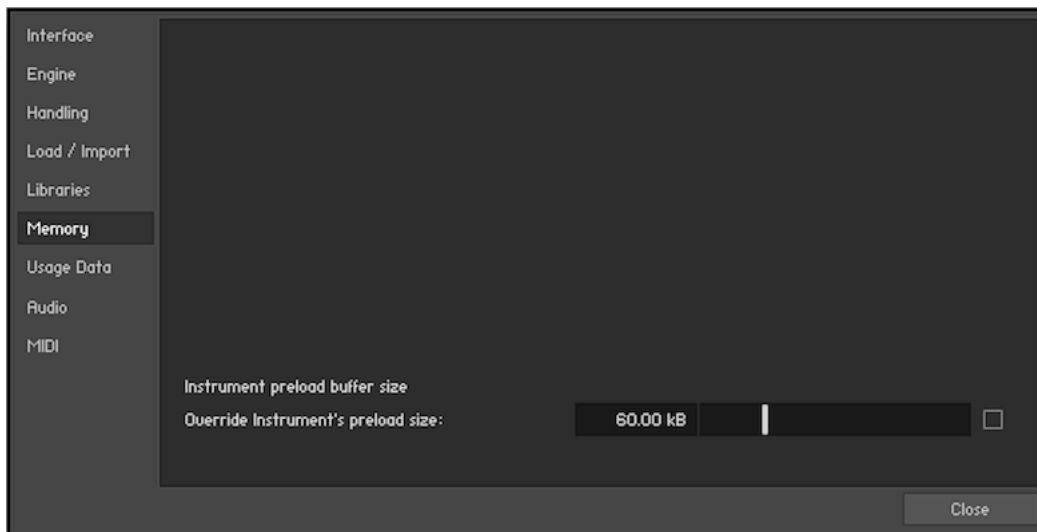 Interface
Engine
Handling
Load / Import
Libraries
Memory
Usage Data
Audio
MIDI
Instrument preload buffer size
Override Instrument's preload size: 60.00 kB
Close